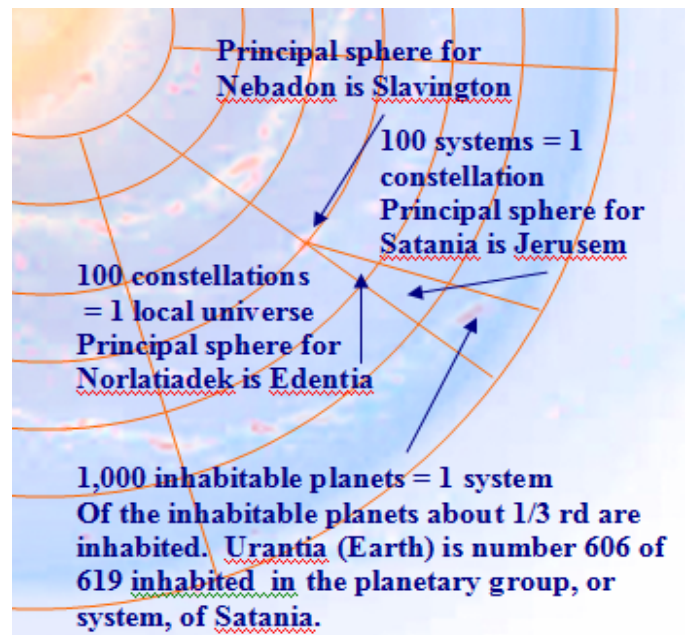 Principal sphere for
Nebadon is Slavington
100 systems = 1
constellation
Principal sphere for
Satania is Jerusem
100 constellations
= 1 local universe
Principal sphere for
Norlatiadek is Edentia
1,000 inhabitable planets = 1 system
Of the inhabitable planets about 1/3 rd are
inhabited.  Urantia (Earth) is number 606 of
619 inhabited  in the planetary group, or
system, of Satania.